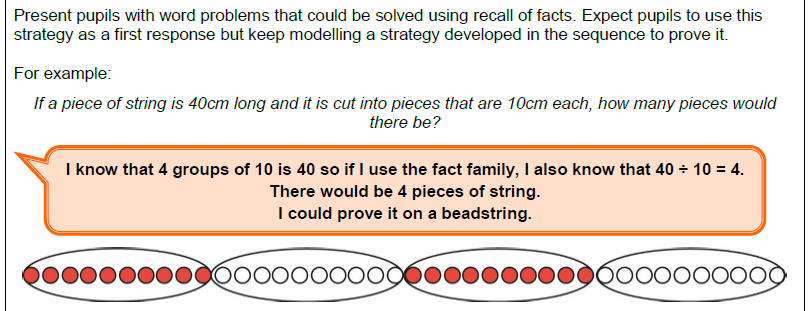 Present pupils with word problems that could be solved using recall of facts. Expect pupils to use this
strategy as a first response but keep modelling a strategy developed in the sequence to prove it.
For example:
If a piece of string is 40cm long and it is cut into pieces that are 10cm each, how many pieces would
there be?
I know that 4 groups of 10 is 40 so if I use the fact family, I also know that 40 ÷ 10 = 4.
There would be 4 pieces of string.
I could prove it on a beadstring.